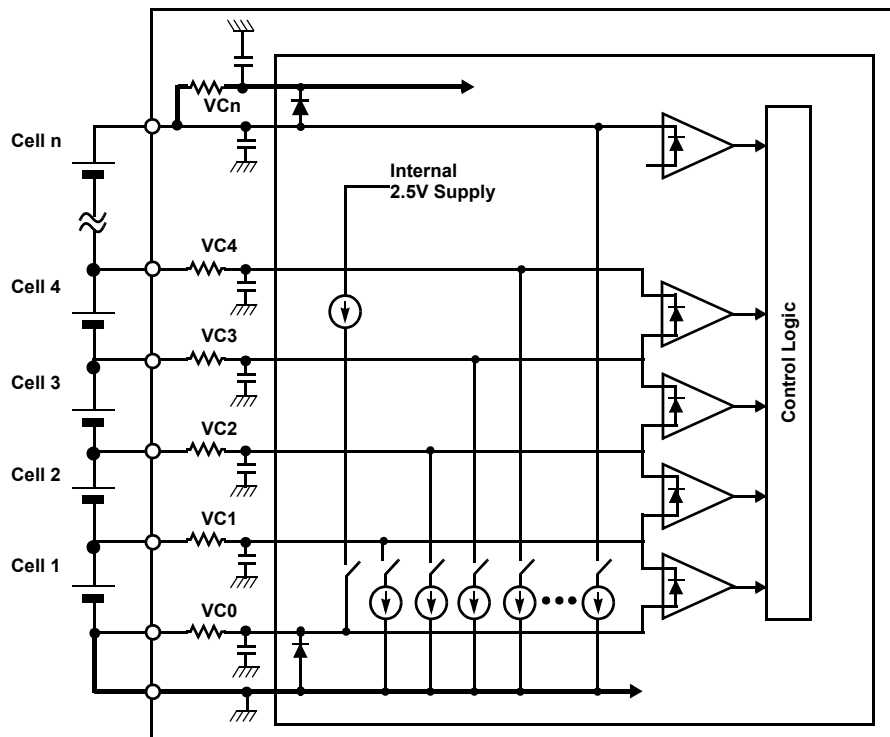 VCn
Cell n
Internal
2.5V Supply
VC4
Cell 4
VC3
Cell 3
VC2
Cell 2
VC1
Cell 1
VC0
Control Logic